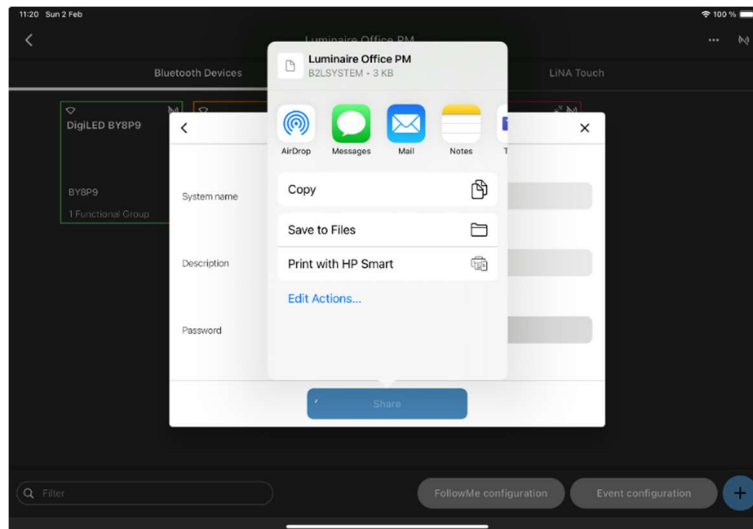 11:20 Sun 2 Feb
100 %
Luminaire Office PM
Bluetooth Devices
LiNA Touch
DigiLED BY8P9
BY8P9
1 Functional Group
System name
Description
Password
Share
Luminaire Office PM
B2LSYSTEM - 3 KB
AirDrop
Messages
Mail
Notes
Copy
Save to Files
Print with HP Smart
Edit Actions...
Filter
FollowMe configuration
Event configuration